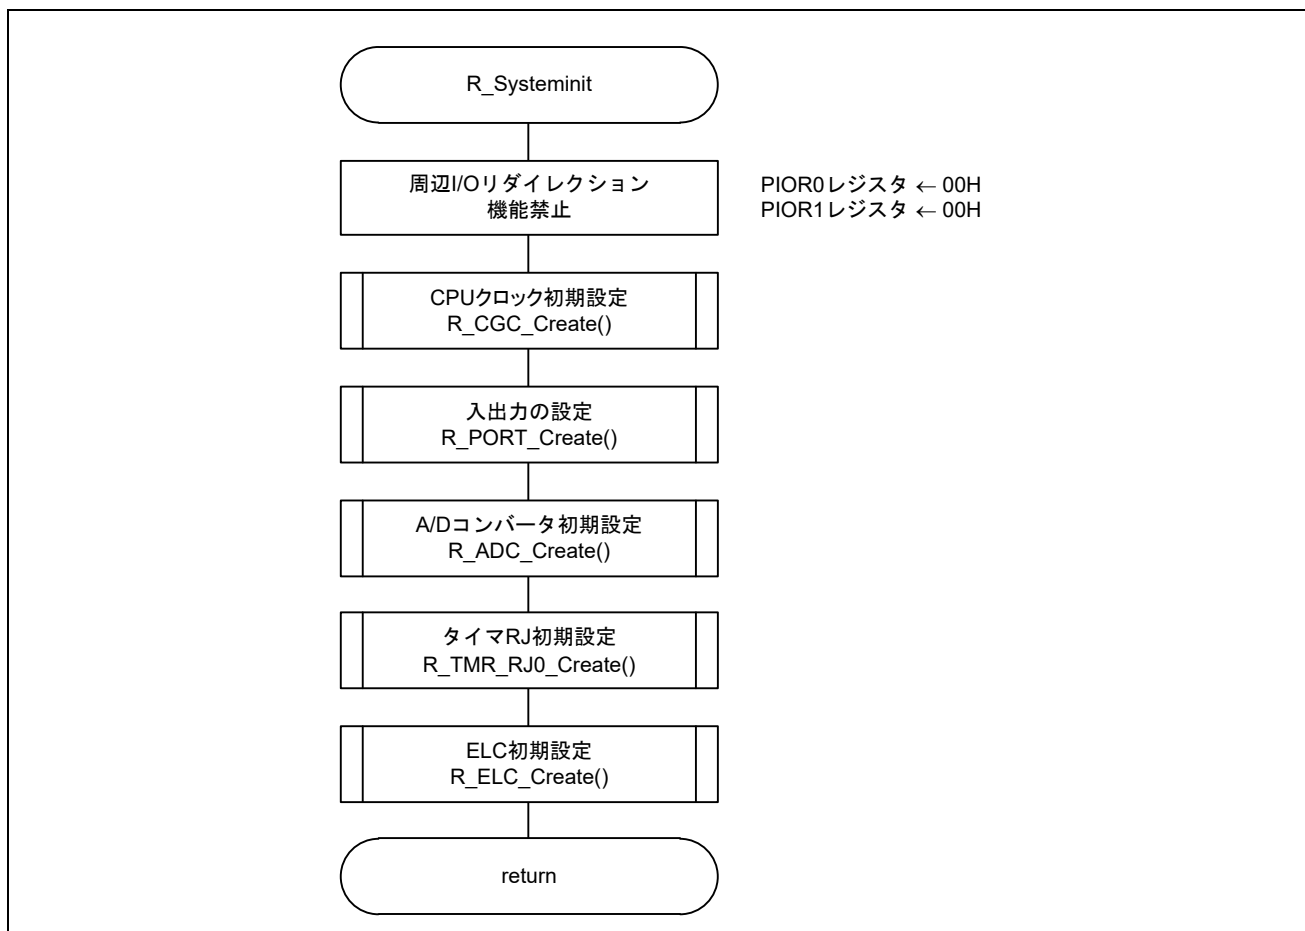 R_Systeminit
周辺I/Oリダイレクション
機能禁止
PIOR0レジスタ ← 00H
PIOR1レジスタ ← 00H
CPUクロック初期設定
R_CGC_Create()
入出力の設定
R_PORT_Create()
A/Dコンバータ初期設定
R_ADC_Create()
タイマRJ初期設定
R_TMR_RJ0_Create()
ELC初期設定
R_ELC_Create()
return